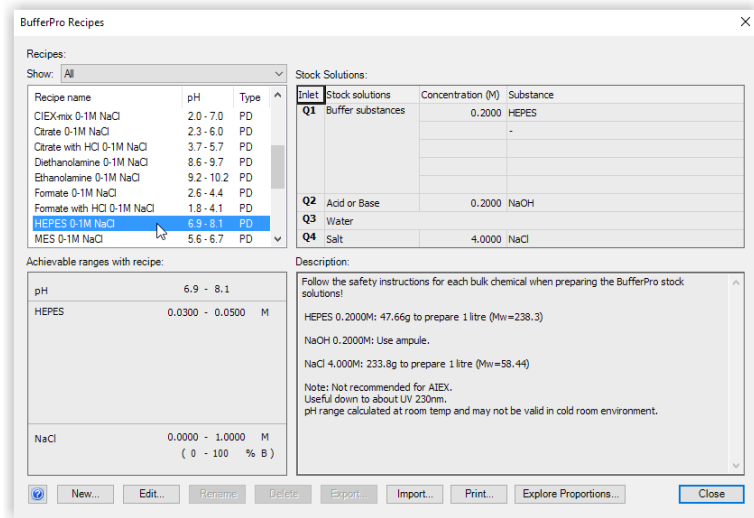 BufferPro Recipes
Recipes:
Show: All
Recipe name pH Type
CIEX-mix 0-1M NaCl 2.0 - 7.0 PD
Citrate 0-1M NaCl 2.3 - 6.0 PD
Citrate with HCl 0-1M NaCl 3.7 - 5.7 PD
Diethanolamine 0-1M NaCl 8.6 - 9.7 PD
Ethanolamine 0-1M NaCl 9.2 - 10.2 PD
Formate 0-1M NaCl 2.6 - 4.4 PD
Formate with HCl 0-1M NaCl 1.8 - 4.1 PD
HEPES 0-1M NaCl 6.9 - 8.1 PD
MES 0-1M NaCl 5.6 - 6.7 PD
Stock Solutions:
Inlet Stock solutions Concentration (M) Substance
Q1 Buffer substances 0.2000 HEPES
-
Q2 Acid or Base 0.2000 NaOH
Q3 Water
Q4 Salt 4.0000 NaCl
Achievable ranges with recipe:
pH 6.9 - 8.1
HEPES 0.0300 - 0.0500 M
NaCl 0.0000 - 1.0000 M
( 0 - 100 % B )
Description:
Follow the safety instructions for each bulk chemical when preparing the BufferPro stock
solutions!
HEPES 0.2000M: 47.66g to prepare 1 litre (Mw=238.3)
NaOH 0.2000M: Use ampule.
NaCl 4.000M: 233.8g to prepare 1 litre (Mw=58.44)
Note: Not recommended for AIEX.
Useful down to about UV 230nm.
pH range calculated at room temp and may not be valid in cold room environment.
? New... Edit... Rename Delete Export... Import... Print... Explore Proportions... Close